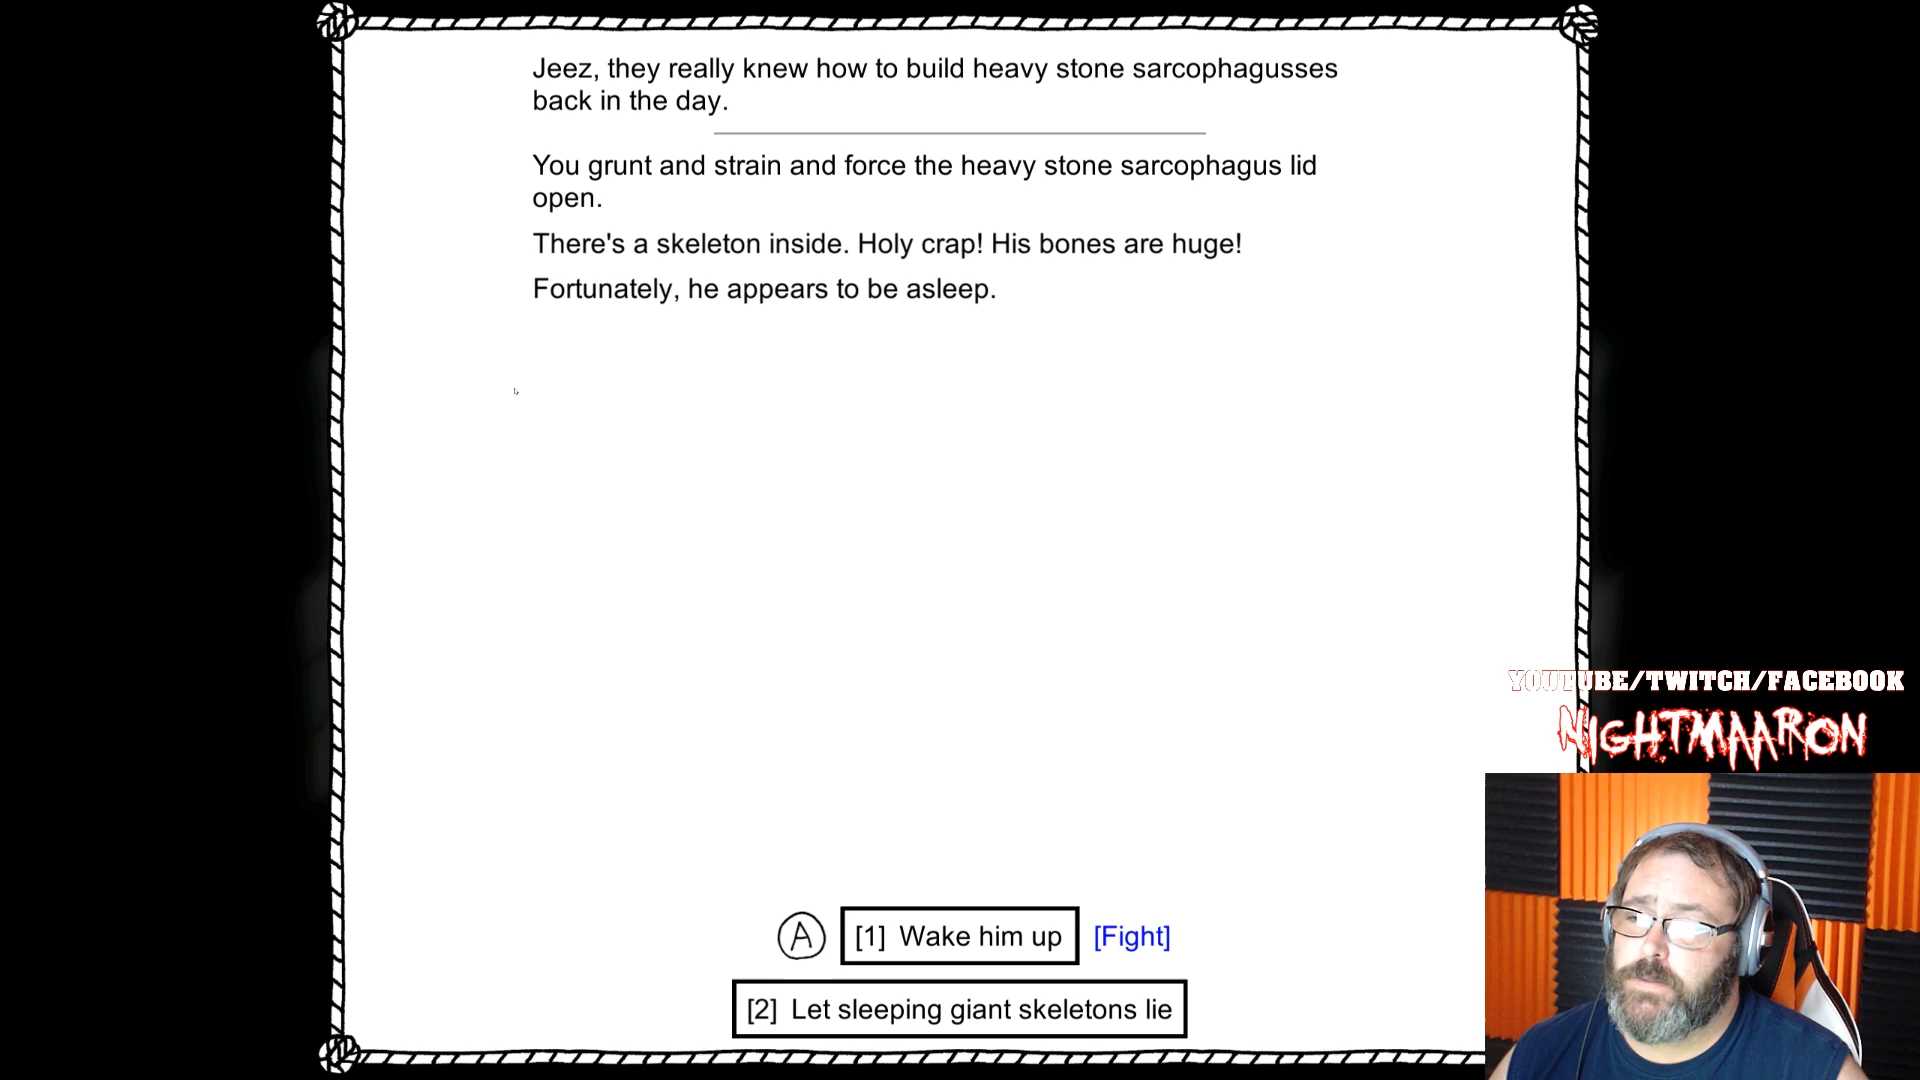 Jeez, they really knew how to build heavy stone sarcophagusses
back in the day.
You grunt and strain and force the heavy stone sarcophagus lid
open.
There's a skeleton inside. Holy crap! His bones are huge!
Fortunately, he appears to be asleep.
A [1] Wake him up [Fight]
[2] Let sleeping giant skeletons lie
YOUTUBE/TWITCH/FACEBOOK
NIGHTMAARON